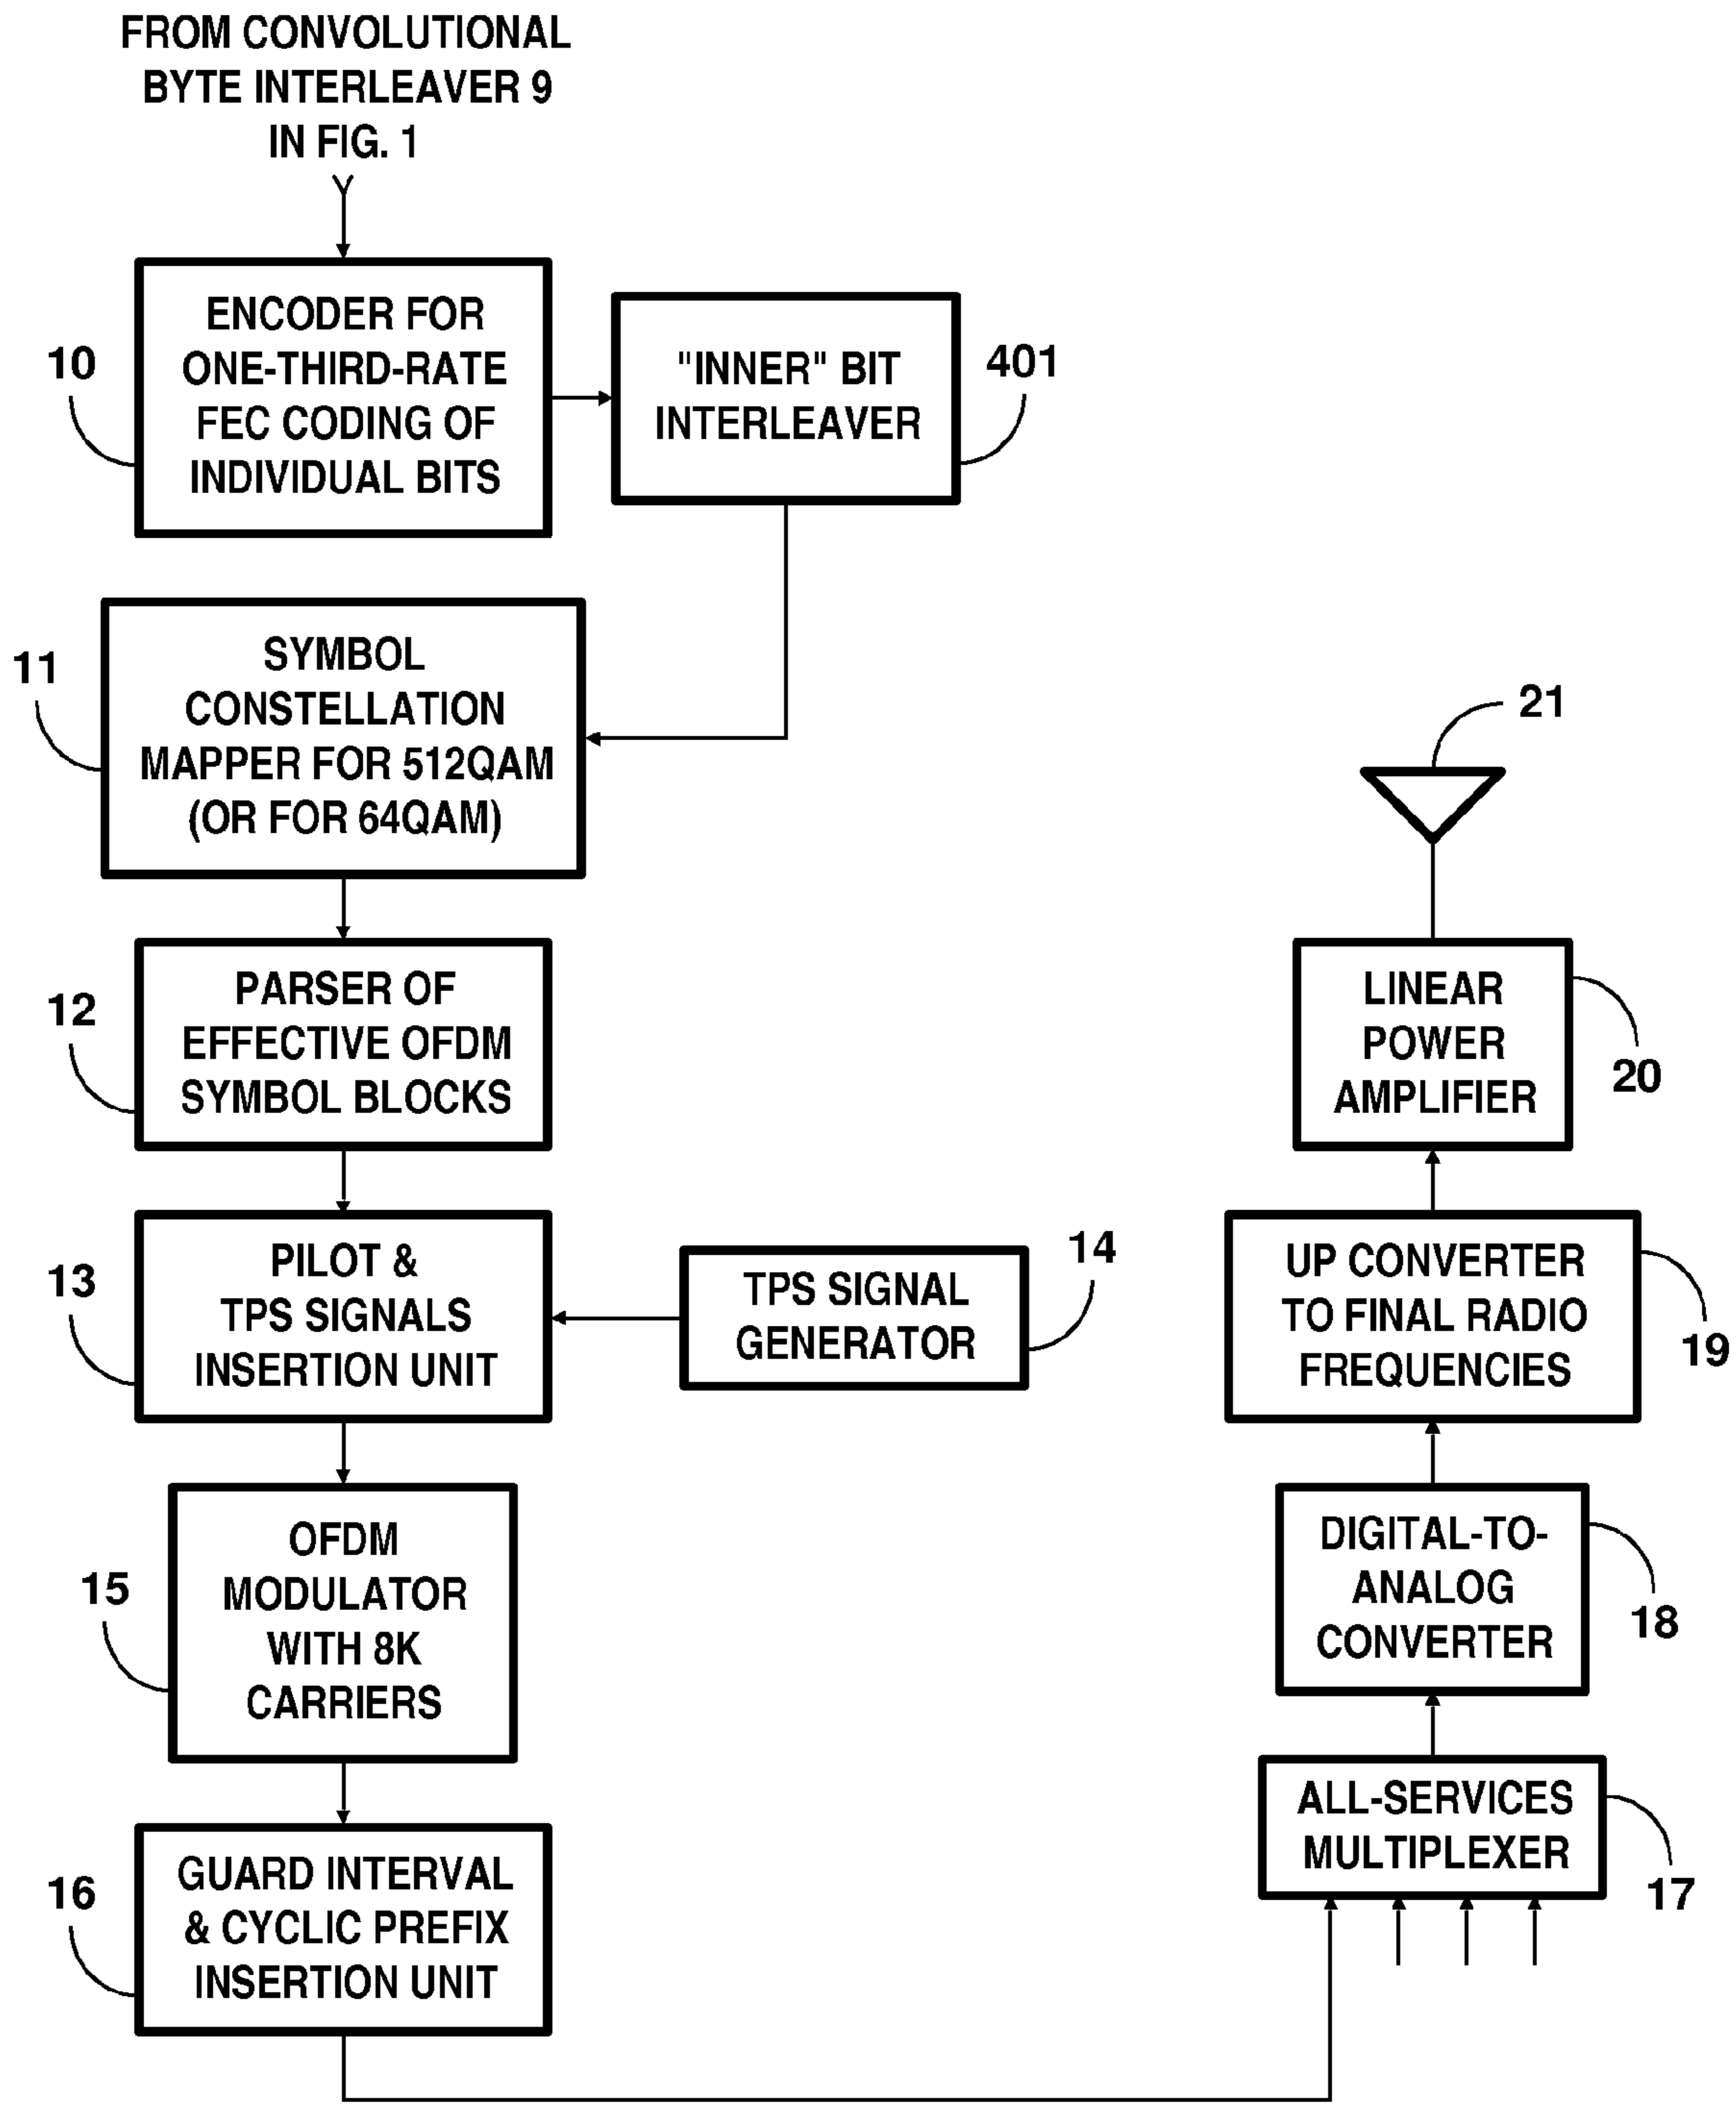 FROM CONVOLUTIONAL
BYTE INTERLEAVER 9
IN FIG. 1
10
ENCODER FOR
ONE-THIRD-RATE
FEC CODING OF
INDIVIDUAL BITS
"INNER" BIT
INTERLEAVER
401
11
SYMBOL
CONSTELLATION
MAPPER FOR 512QAM
(OR FOR 64QAM)
12
PARSER OF
EFFECTIVE OFDM
SYMBOL BLOCKS
13
PILOT &
TPS SIGNALS
INSERTION UNIT
TPS SIGNAL
GENERATOR
14
15
OFDM
MODULATOR
WITH 8K
CARRIERS
16
GUARD INTERVAL
& CYCLIC PREFIX
INSERTION UNIT
21
LINEAR
POWER
AMPLIFIER
20
UP CONVERTER
TO FINAL RADIO
FREQUENCIES
19
DIGITAL-TO-
ANALOG
CONVERTER
18
ALL-SERVICES
MULTIPLEXER
17